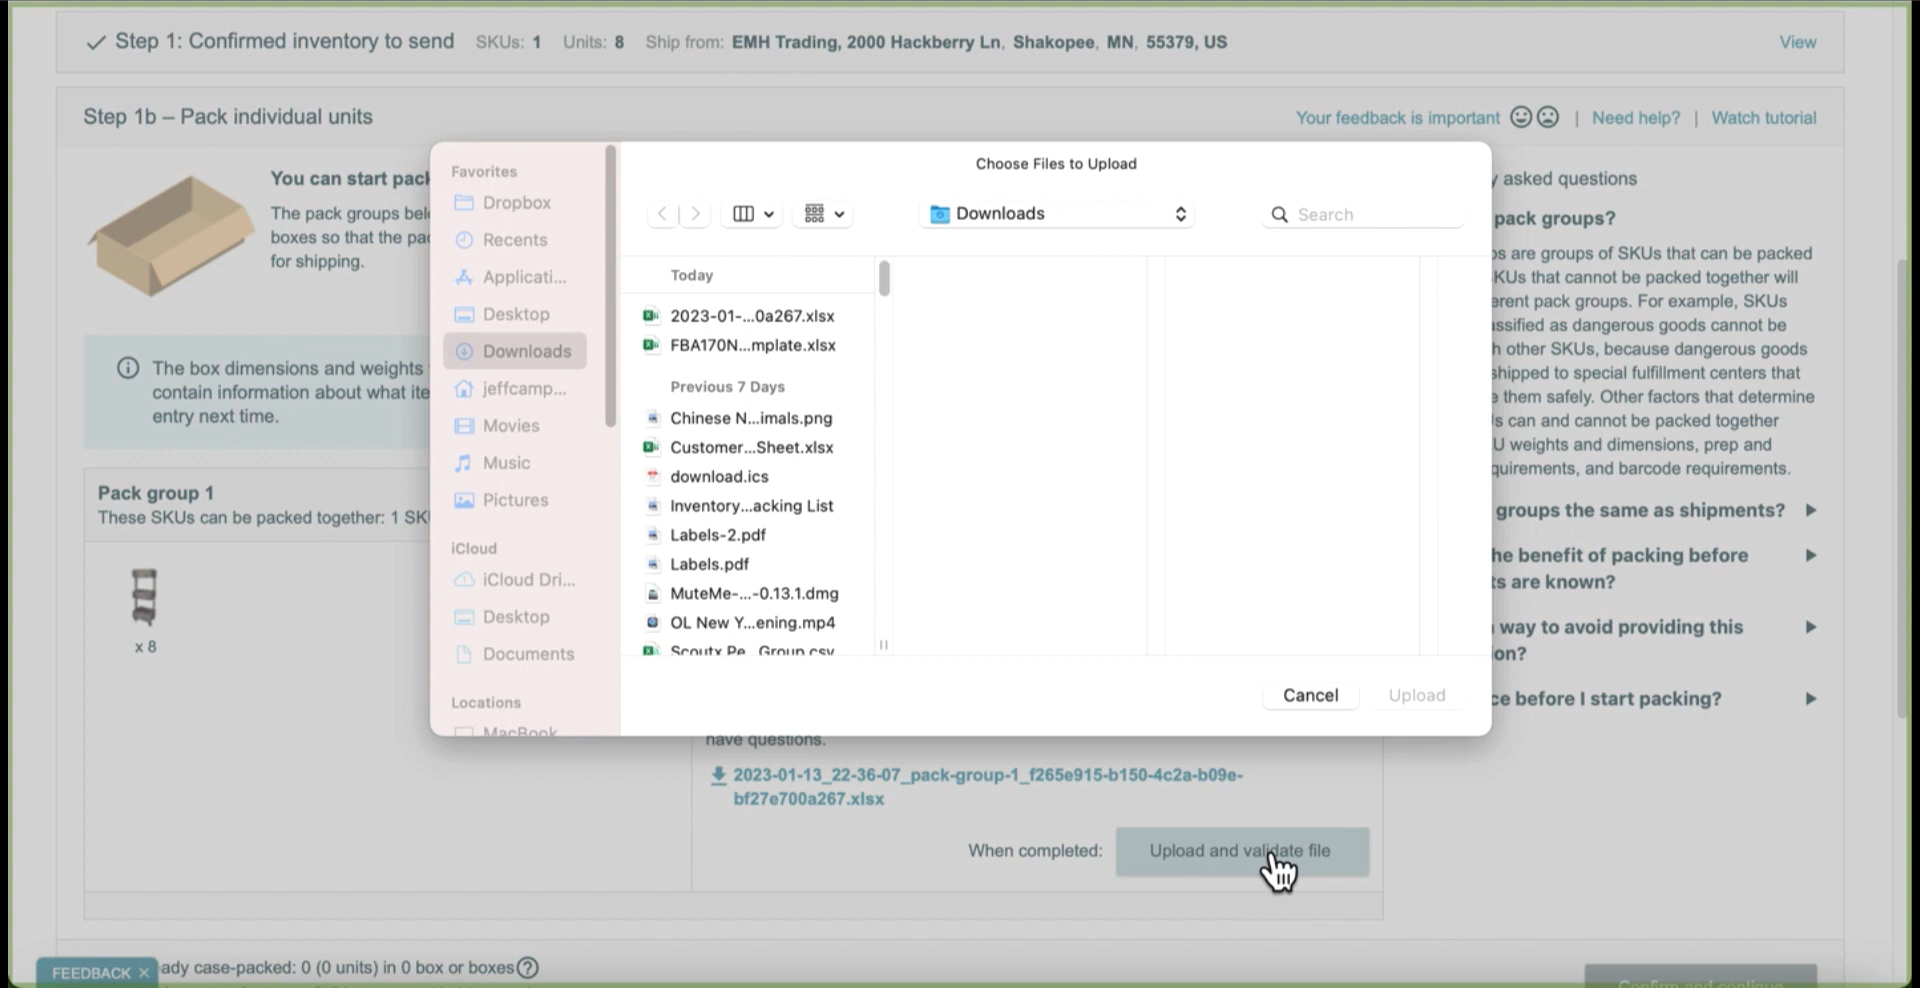 Step 1: Confirmed inventory to send SKUs: 1 Units: 8 Ship from: EMH Trading, 2000 Hackberry Ln, Shakopee, MN, 55379, US View
Step 1b – Pack individual units
Your feedback is important | Need help? | Watch tutorial
You can start pack
The pack groups bel
boxes so that the pa
for shipping.
The box dimensions and weights
contain information about what ite
entry next time.
Pack group 1
These SKUs can be packed together: 1 SK
x 8
Favorites
Dropbox
Recents
Applicati...
Desktop
Downloads
jeffcamp...
Movies
Music
Pictures
iCloud
iCloud Dri...
Desktop
Documents
Locations
MacBook
Choose Files to Upload
Downloads
Search
Today
2023-01-...0a267.xlsx
FBA170N...mplate.xlsx
Previous 7 Days
Chinese N...imals.png
Customer...Sheet.xlsx
download.ics
Inventory...acking List
Labels-2.pdf
Labels.pdf
MuteMe-...-0.13.1.dmg
OL New Y...ening.mp4
Scoutx Pe...Group.csv
Cancel
Upload
y asked questions
pack groups?
s are groups of SKUs that can be packed
KUs that cannot be packed together will
erent pack groups. For example, SKUs
assified as dangerous goods cannot be
h other SKUs, because dangerous goods
shipped to special fulfillment centers that
e them safely. Other factors that determine
s can and cannot be packed together
U weights and dimensions, prep and
quirements, and barcode requirements.
groups the same as shipments?
he benefit of packing before
ts are known?
way to avoid providing this
on?
ce before I start packing?
have questions.
2023-01-13_22-36-07_pack-group-1_f265e915-b150-4c2a-b09e-
bf27e700a267.xlsx
When completed: Upload and validate file
FEEDBACK ×
ady case-packed: 0 (0 units) in 0 box or boxes
Confirm and continue